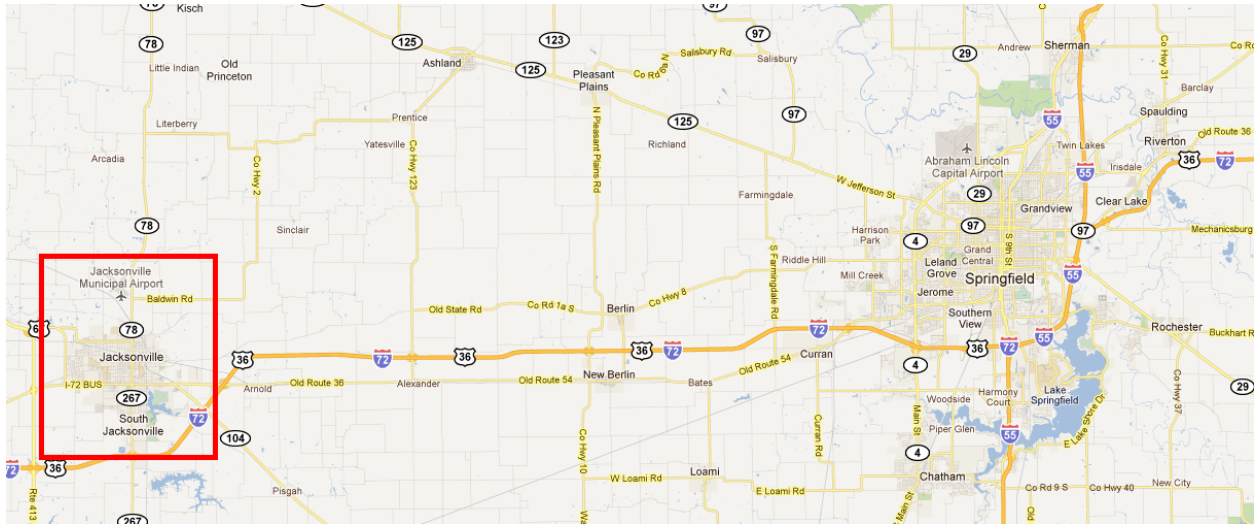 78
Kisch
125
123
97
97
29
Andrew
Sherman
Co Hwy 31
78
Little Indian
Old
Princeton
Ashland
125
Pleasant
Plains
Co Rd 6 N
Salisbury Rd
Salisbury
Barclay
Literberry
Prentice
Yatesville
N Pleasant Plains Rd
125
97
Richland
55
Spaulding
Old Route 36
Riverton
Twin Lakes
Irisdale
36
72
Arcadia
Co Hwy 2
Co Hwy 123
Abraham Lincoln
Capital Airport
55
Farmingdale
W Jefferson St
29
Clear Lake
Grandview
78
Sinclair
Harrison
Park
4
97
S 9th St
97
Mechanicsburg
Grand
Central
Riddle Hill
Leland
Grove
S Farmingdale Rd
Mill Creek
Springfield
55
Jacksonville
Municipal Airport
Baldwin Rd
Jerome
Old State Rd
Co Rd 1a S
Berlin
Co Hwy 8
Southern
View
67
78
72
Rochester
Buckhart R
55
Jacksonville
36
72
36
36
72
Curran
36
72
I-72 BUS
Arnold
Old Route 36
Alexander
Old Route 54
New Berlin
Bates
Old Route 54
4
Lake
Springfield
Co Hwy 37
29
267
72
South
Jacksonville
Woodside
Harmony
Court
104
Piper Glen
Main St
Curran Rd
55
E Lake Shore Dr
72
36
Co Hwy 10
4
Rte 413
Pisgah
W Loami Rd
Loami
E Loami Rd
Chatham
Co Rd 9 S
Co Hwy 40
New City
Main St
Old
267